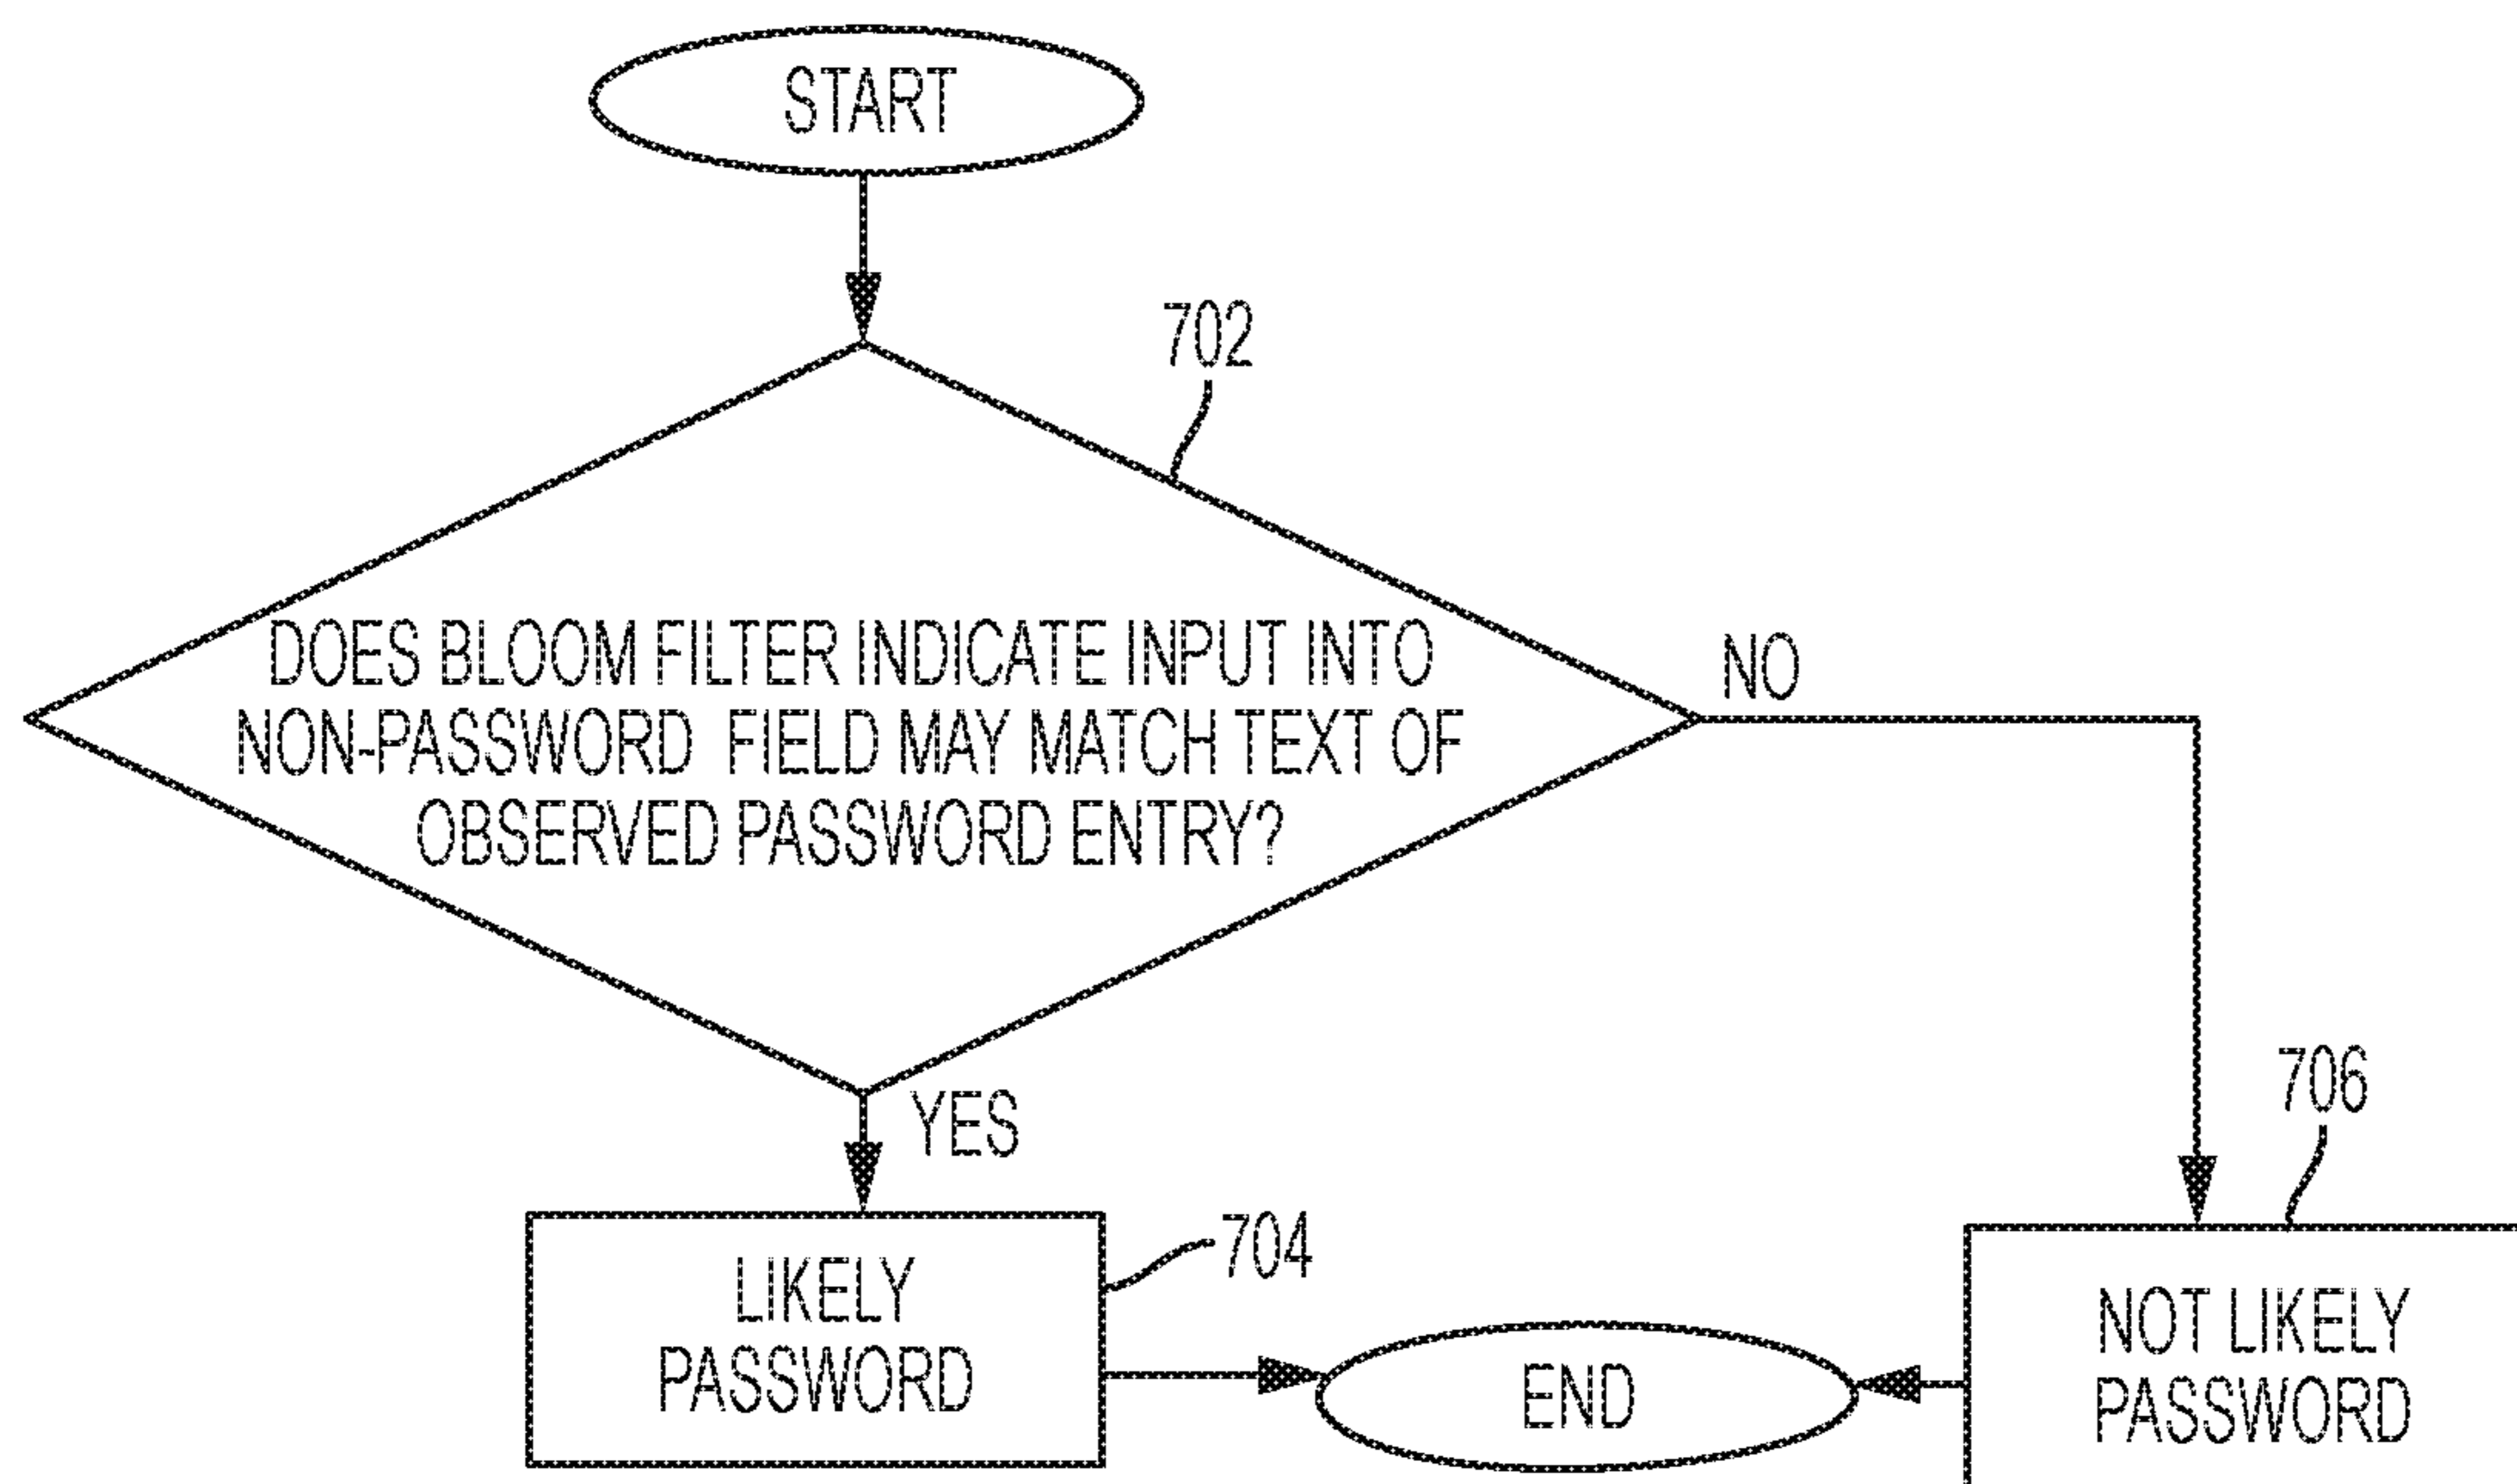 START
702
DOES BLOOM FILTER INDICATE INPUT INTO
NON-PASSWORD FIELD MAY MATCH TEXT OF
OBSERVED PASSWORD ENTRY?
NO
YES
706
704
LIKELY
PASSWORD
END
NOT LIKELY
PASSWORD